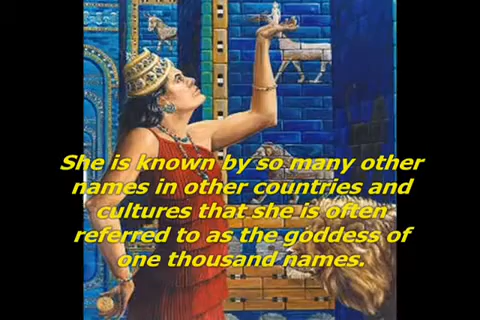 She is known by so many other
names in other countries and
cultures that she is often
referred to as the goddess of
one thousand names.